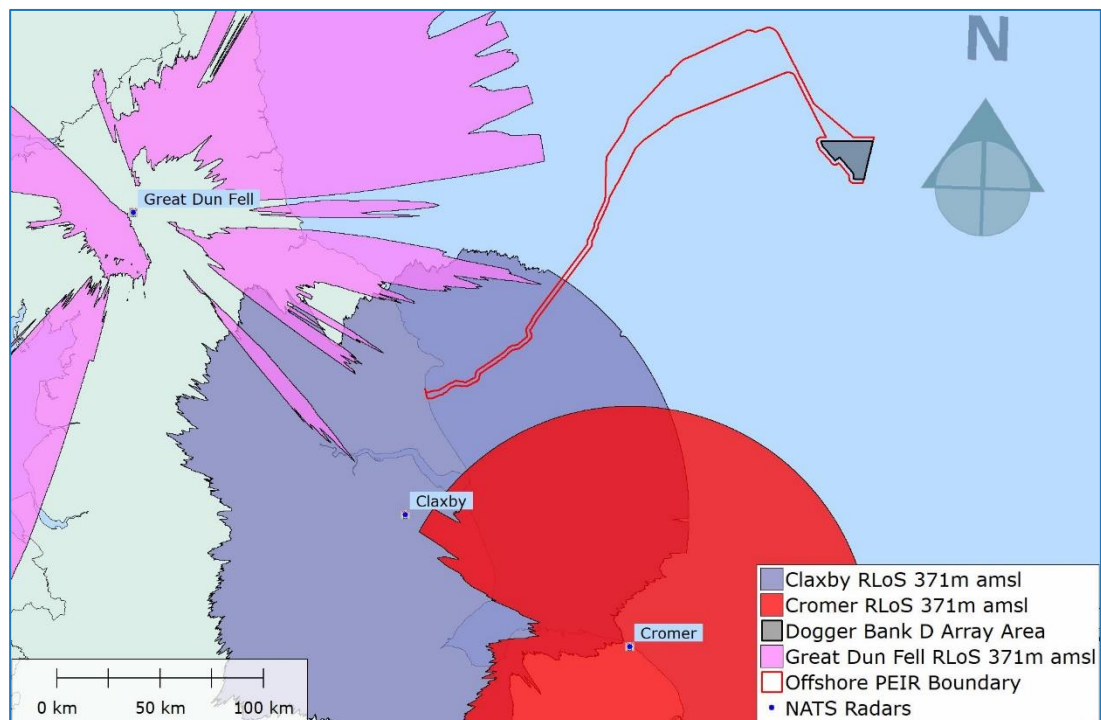 N
Great Dun Fell
Claxby
Cromer
Claxby RLoS 371m amsl
Cromer RLoS 371m amsl
Dogger Bank D Array Area
Great Dun Fell RLoS 371m amsl
Offshore PEIR Boundary
NATS Radars
0 km 50 km 100 km